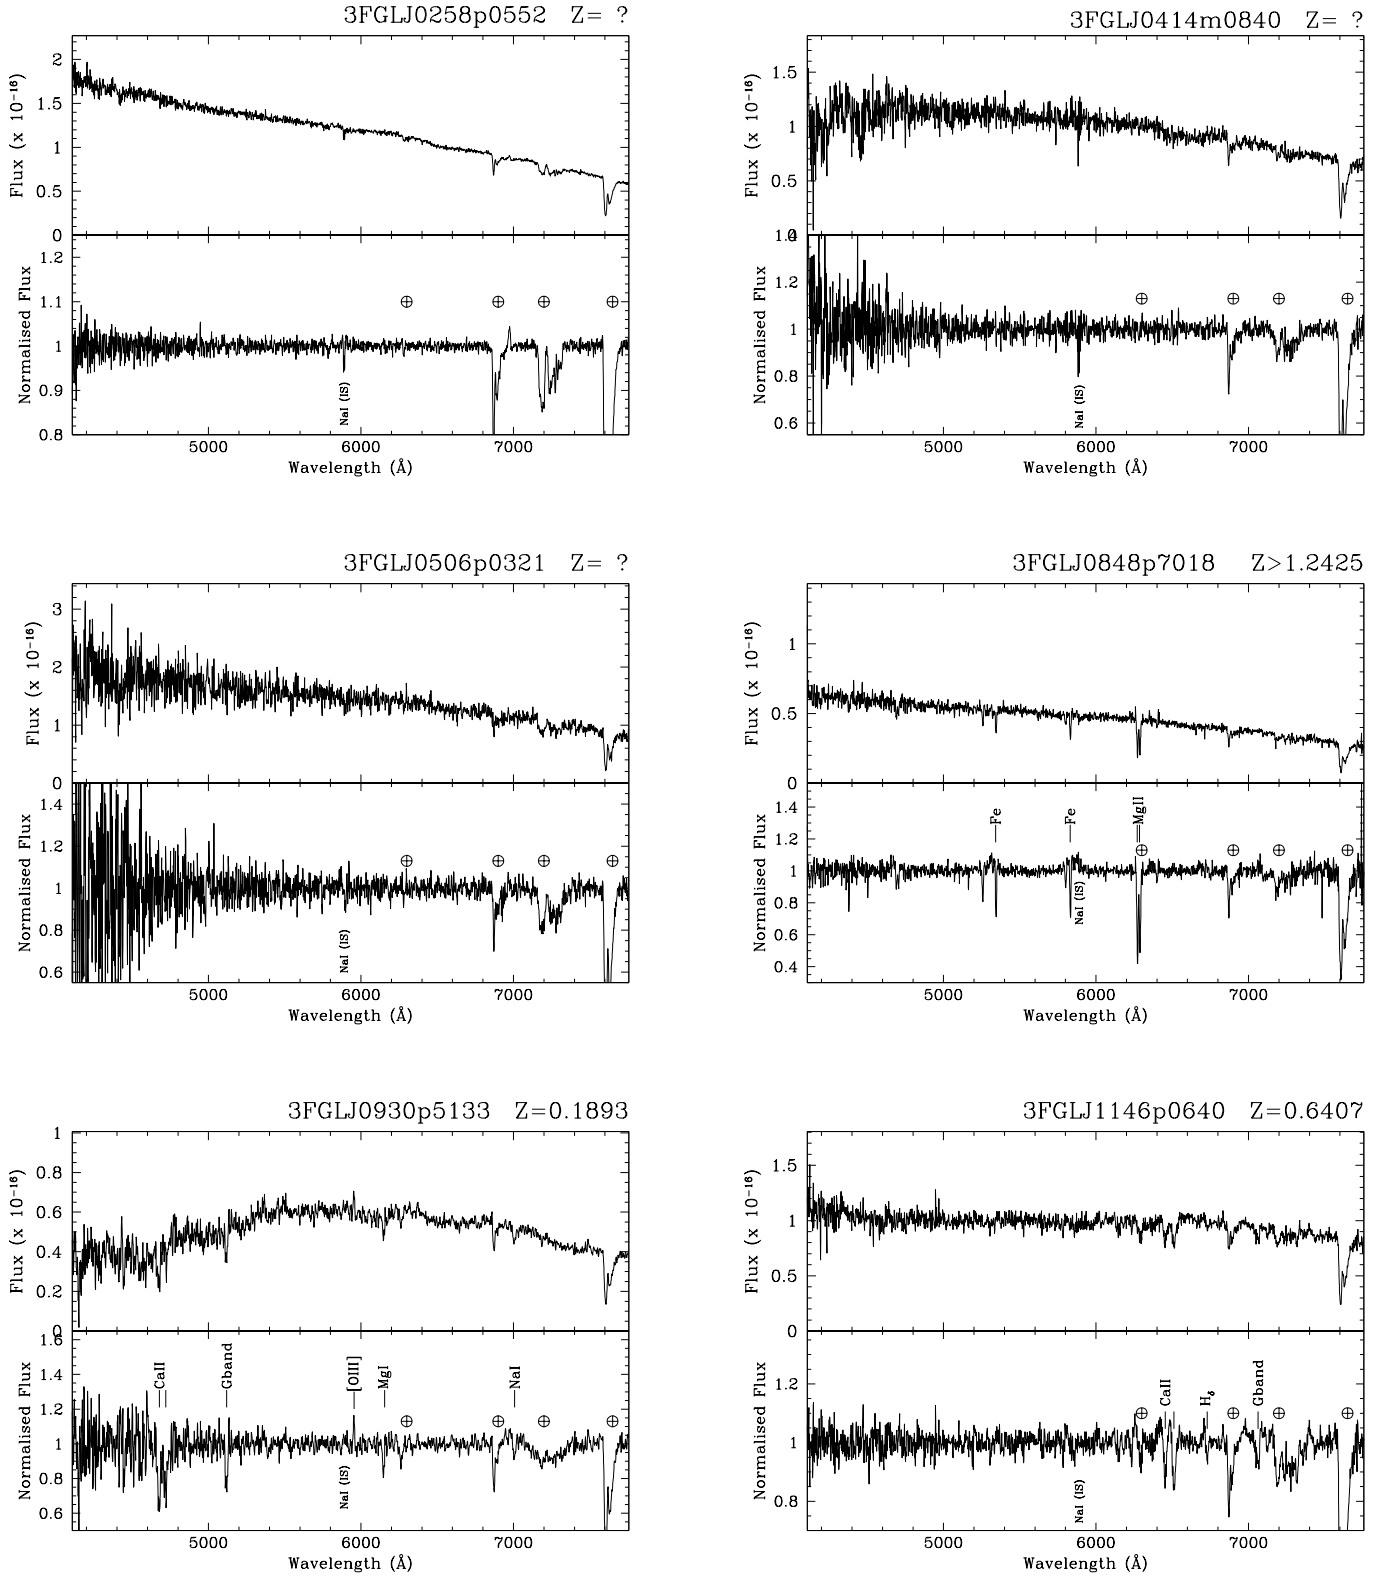 3FGLJ0258p0552 Z= ?
Flux (x 10⁻¹⁶)
2
1.5
1
0.5
0
Normalised Flux
1.2
1.1
1
0.9
0.8
NaI (IS)
5000 6000 7000
Wavelength (Å)
3FGLJ0414m0840 Z= ?
Flux (x 10⁻¹⁶)
1.5
1
0.5
0
Normalised Flux
1.4
1.2
1
0.8
0.6
NaI (IS)
5000 6000 7000
Wavelength (Å)
3FGLJ0506p0321 Z= ?
Flux (x 10⁻¹⁶)
3
2
1
0
Normalised Flux
1.4
1.2
1
0.8
0.6
NaI (IS)
5000 6000 7000
Wavelength (Å)
3FGLJ0848p7018 Z>1.2425
Flux (x 10⁻¹⁶)
1
0.5
0
Normalised Flux
1.4
1.2
1
0.8
0.6
0.4
Fe Fe MgII
NaI (IS)
5000 6000 7000
Wavelength (Å)
3FGLJ0930p5133 Z=0.1893
Flux (x 10⁻¹⁶)
1
0.8
0.6
0.4
0.2
0
Normalised Flux
1.6
1.4
1.2
1
0.8
0.6
CaII Gband [OIII] MgI NaI
NaI (IS)
5000 6000 7000
Wavelength (Å)
3FGLJ1146p0640 Z=0.6407
Flux (x 10⁻¹⁶)
1.5
1
0.5
0
Normalised Flux
1.2
1
0.8
CaII Hδ Gband
NaI (IS)
5000 6000 7000
Wavelength (Å)